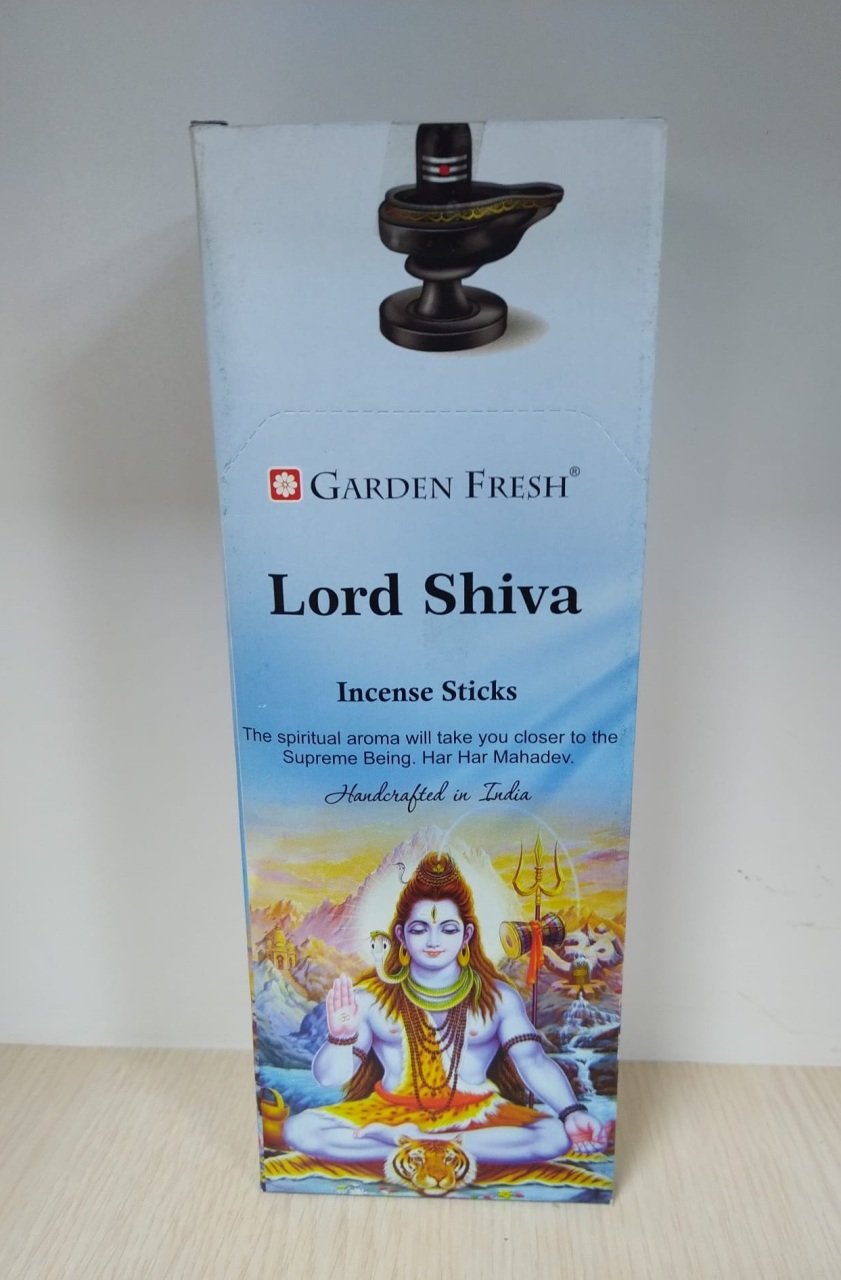 GARDEN FRESH®
Lord Shiva
Incense Sticks
The spiritual aroma will take you closer to the
Supreme Being. Har Har Mahadev.
Handcrafted in India
ॐ
ॐ